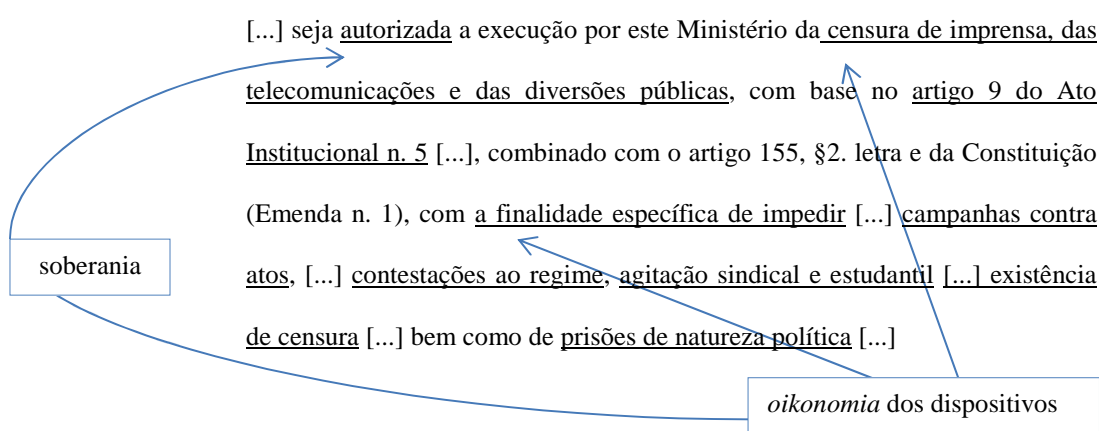 [...] seja autorizada a execução por este Ministério da censura de imprensa, das
telecomunicações e das diversões públicas, com base no artigo 9 do Ato
Institucional n. 5 [...], combinado com o artigo 155, §2. letra e da Constituição
(Emenda n. 1), com a finalidade específica de impedir [...] campanhas contra
atos, [...] contestações ao regime, agitação sindical e estudantil [...] existência
de censura [...] bem como de prisões de natureza política [...]
soberania
oikonomia dos dispositivos